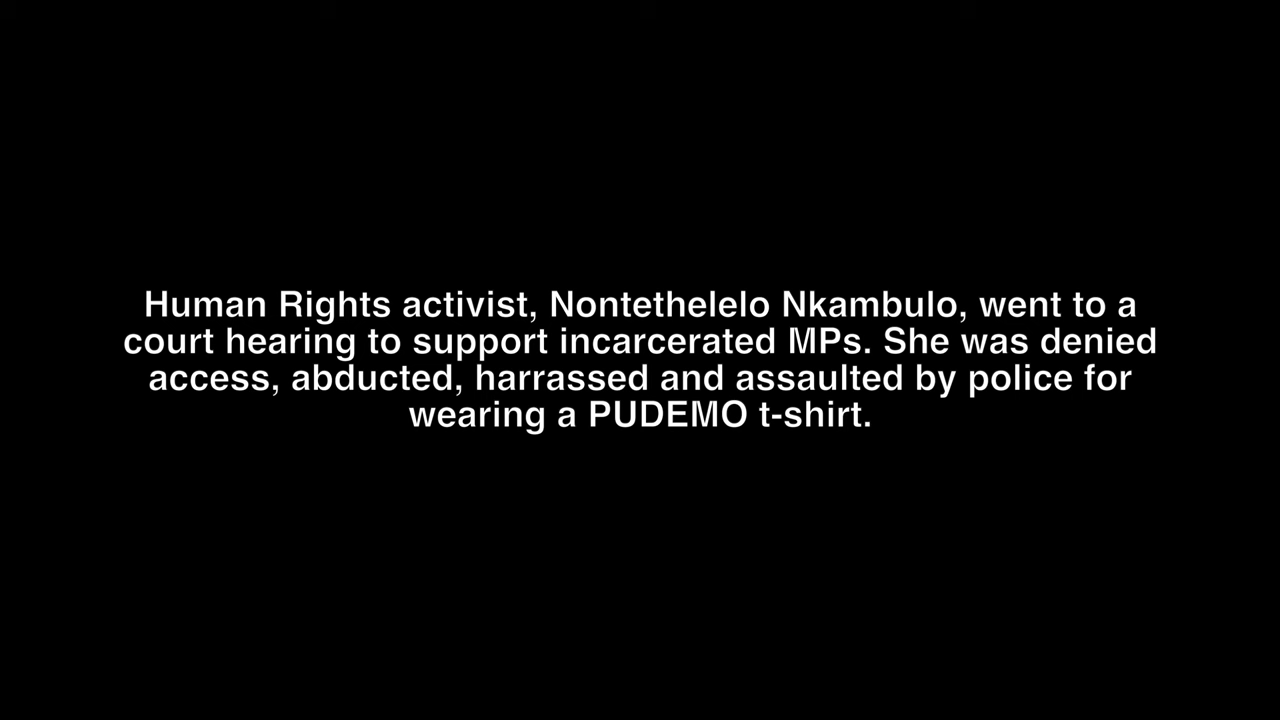 Human Rights activist, Nontethelelo Nkambulo, went to a
court hearing to support incarcerated MPs. She was denied
access, abducted, harrassed and assaulted by police for
wearing a PUDEMO t-shirt.